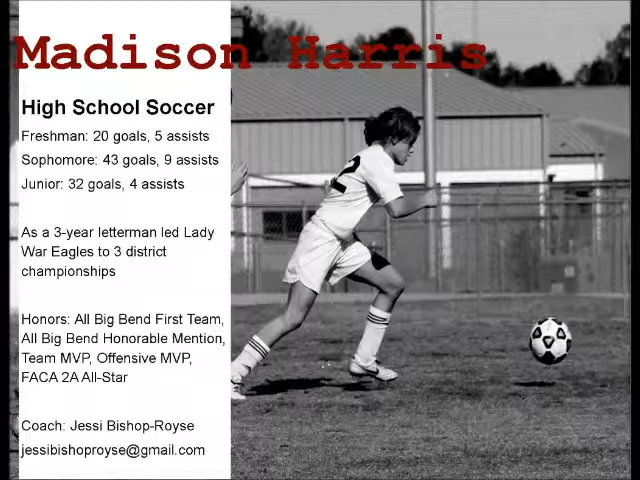 Madison Harris
High School Soccer
Freshman: 20 goals, 5 assists
Sophomore: 43 goals, 9 assists
Junior: 32 goals, 4 assists
As a 3-year letterman led Lady
War Eagles to 3 district
championships
Honors: All Big Bend First Team,
All Big Bend Honorable Mention,
Team MVP, Offensive MVP,
FACA 2A All-Star
Coach: Jessi Bishop-Royse
jessibishoproyse@gmail.com
2